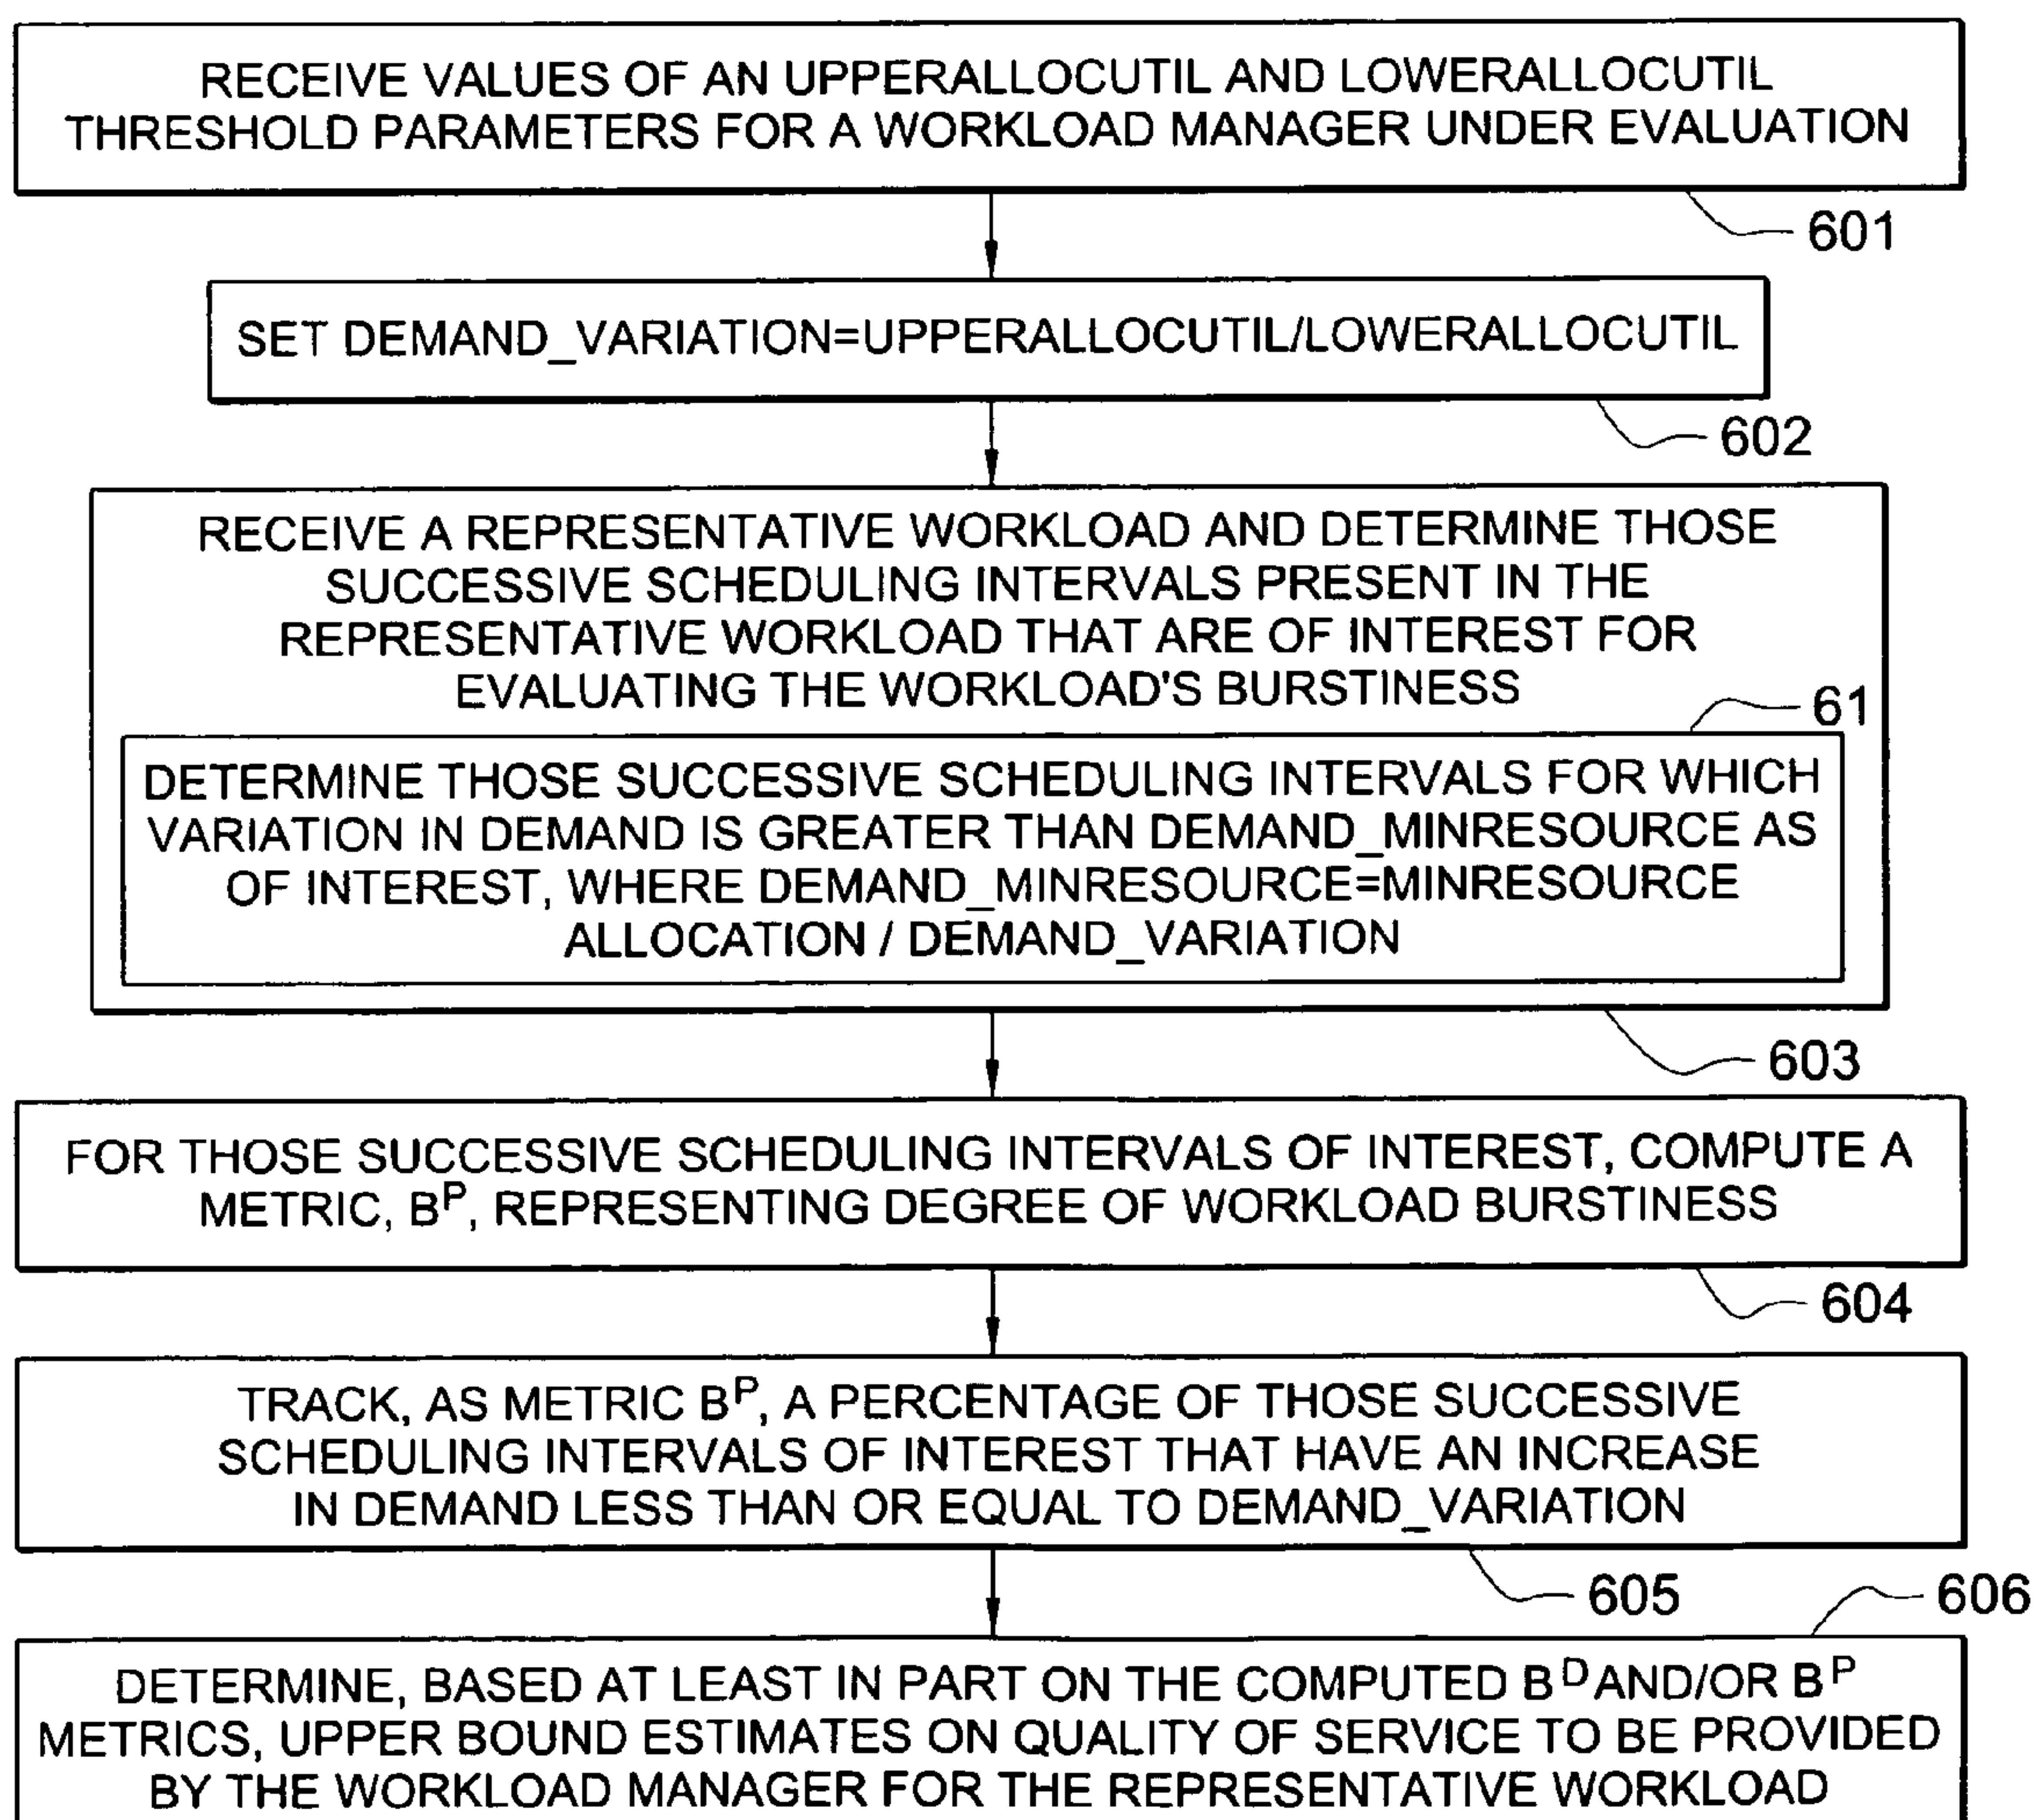 RECEIVE VALUES OF AN UPPERALLOCUTIL AND LOWERALLOCUTIL
THRESHOLD PARAMETERS FOR A WORKLOAD MANAGER UNDER EVALUATION
601
SET DEMAND_VARIATION=UPPERALLOCUTIL/LOWERALLOCUTIL
602
RECEIVE A REPRESENTATIVE WORKLOAD AND DETERMINE THOSE
SUCCESSIVE SCHEDULING INTERVALS PRESENT IN THE
REPRESENTATIVE WORKLOAD THAT ARE OF INTEREST FOR
EVALUATING THE WORKLOAD'S BURSTINESS
61
DETERMINE THOSE SUCCESSIVE SCHEDULING INTERVALS FOR WHICH
VARIATION IN DEMAND IS GREATER THAN DEMAND_MINRESOURCE AS
OF INTEREST, WHERE DEMAND_MINRESOURCE=MINRESOURCE
ALLOCATION / DEMAND_VARIATION
603
FOR THOSE SUCCESSIVE SCHEDULING INTERVALS OF INTEREST, COMPUTE A
METRIC, B^P, REPRESENTING DEGREE OF WORKLOAD BURSTINESS
604
TRACK, AS METRIC B^P, A PERCENTAGE OF THOSE SUCCESSIVE
SCHEDULING INTERVALS OF INTEREST THAT HAVE AN INCREASE
IN DEMAND LESS THAN OR EQUAL TO DEMAND_VARIATION
605
606
DETERMINE, BASED AT LEAST IN PART ON THE COMPUTED B^D AND/OR B^P
METRICS, UPPER BOUND ESTIMATES ON QUALITY OF SERVICE TO BE PROVIDED
BY THE WORKLOAD MANAGER FOR THE REPRESENTATIVE WORKLOAD